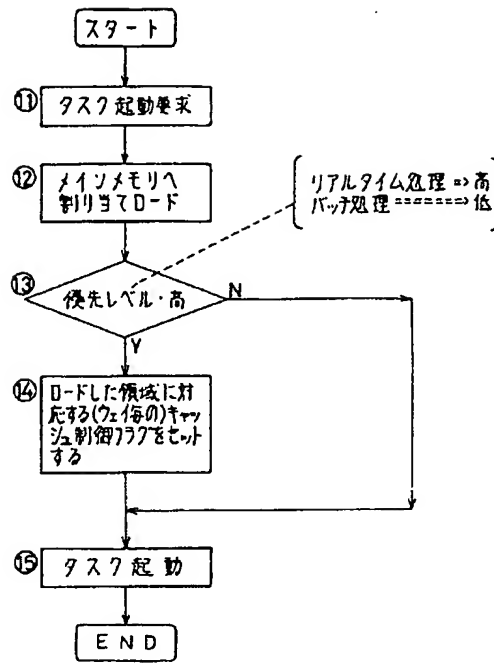 スタート
⑪ タスク起動要求
⑫ メインメモリへ
割り当てロード
リアルタイム処理 => 高
バッチ処理 ======> 低
⑬ 優先レベル・高
N
Y
⑭ ロードした領域に対
応する(ウェイ毎の)キャッ
シュ制御フラグをセット
する
⑮ タスク起動
END